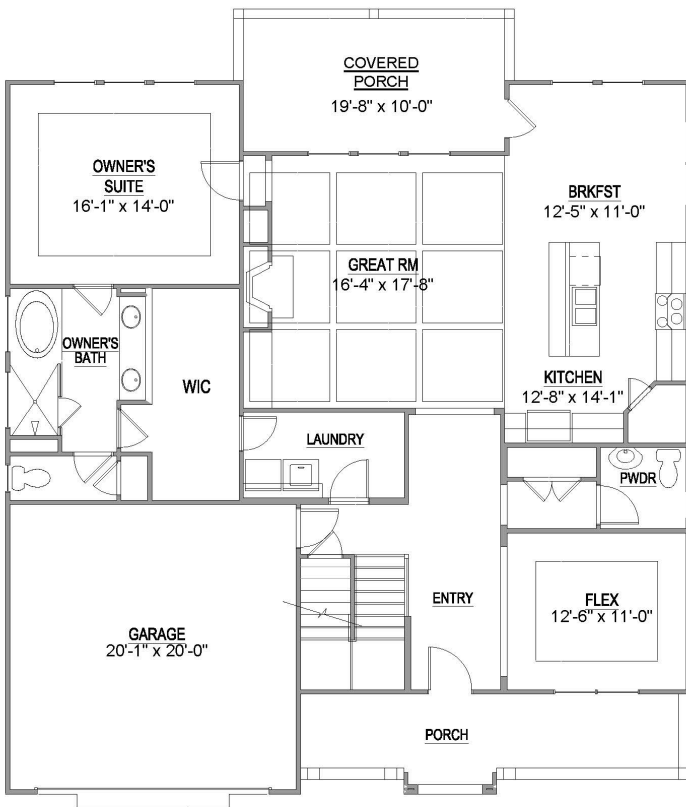 COVERED
PORCH
19'-8" x 10'-0"
OWNER'S
SUITE
16'-1" x 14'-0"
BRKFST
12'-5" x 11'-0"
GREAT RM
16'-4" x 17'-8"
OWNER'S
BATH
WIC
KITCHEN
12'-8" x 14'-1"
LAUNDRY
PWDR
ENTRY
FLEX
12'-6" x 11'-0"
GARAGE
20'-1" x 20'-0"
PORCH